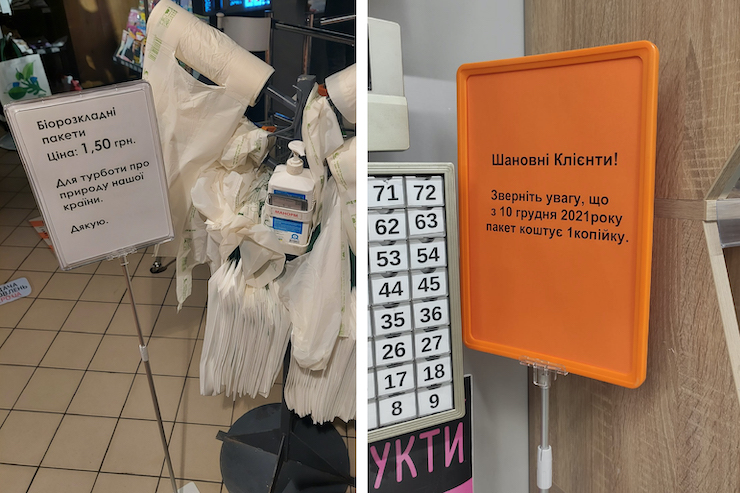 Біорозкладні
пакети
Ціна: 1,50 грн.
Для турботи про
природу нашої
країни.
Дякую.
Шановні Клієнти!
Зверніть увагу, що
з 10 грудня 2021року
пакет коштує 1копійку.
71 72
62 63
53 54
44 45
35 36
26 27
17 18
8 9
УКТИ